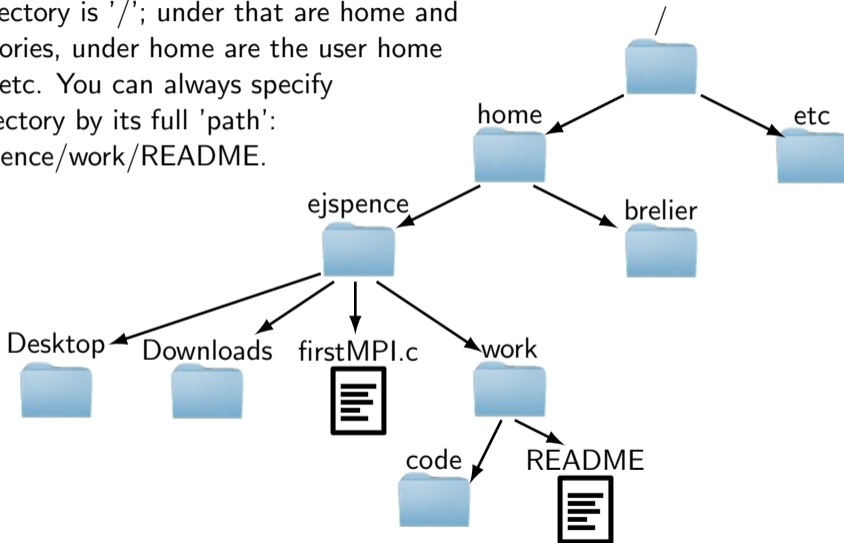 ectory is '/'; under that are home and
ories, under home are the user home
etc. You can always specify
ectory by its full 'path':
ence/work/README.
/
home
etc
ejspence
brelier
Desktop
Downloads
firstMPI.c
work
code
README